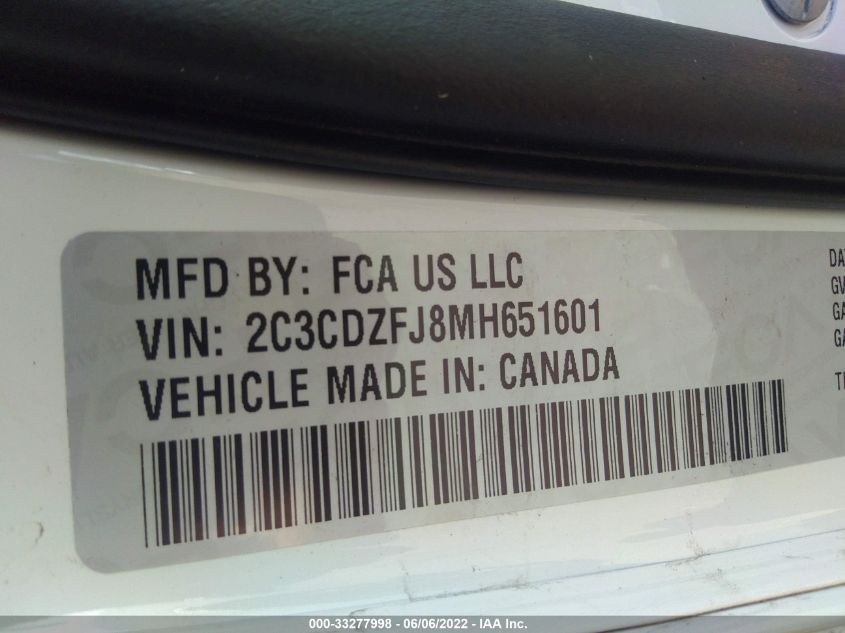 MFD BY: FCA US LLC
VIN: 2C3CDZFJ8MH651601
VEHICLE MADE IN: CANADA
000-33277998 - 06/06/2022 - IAA Inc.